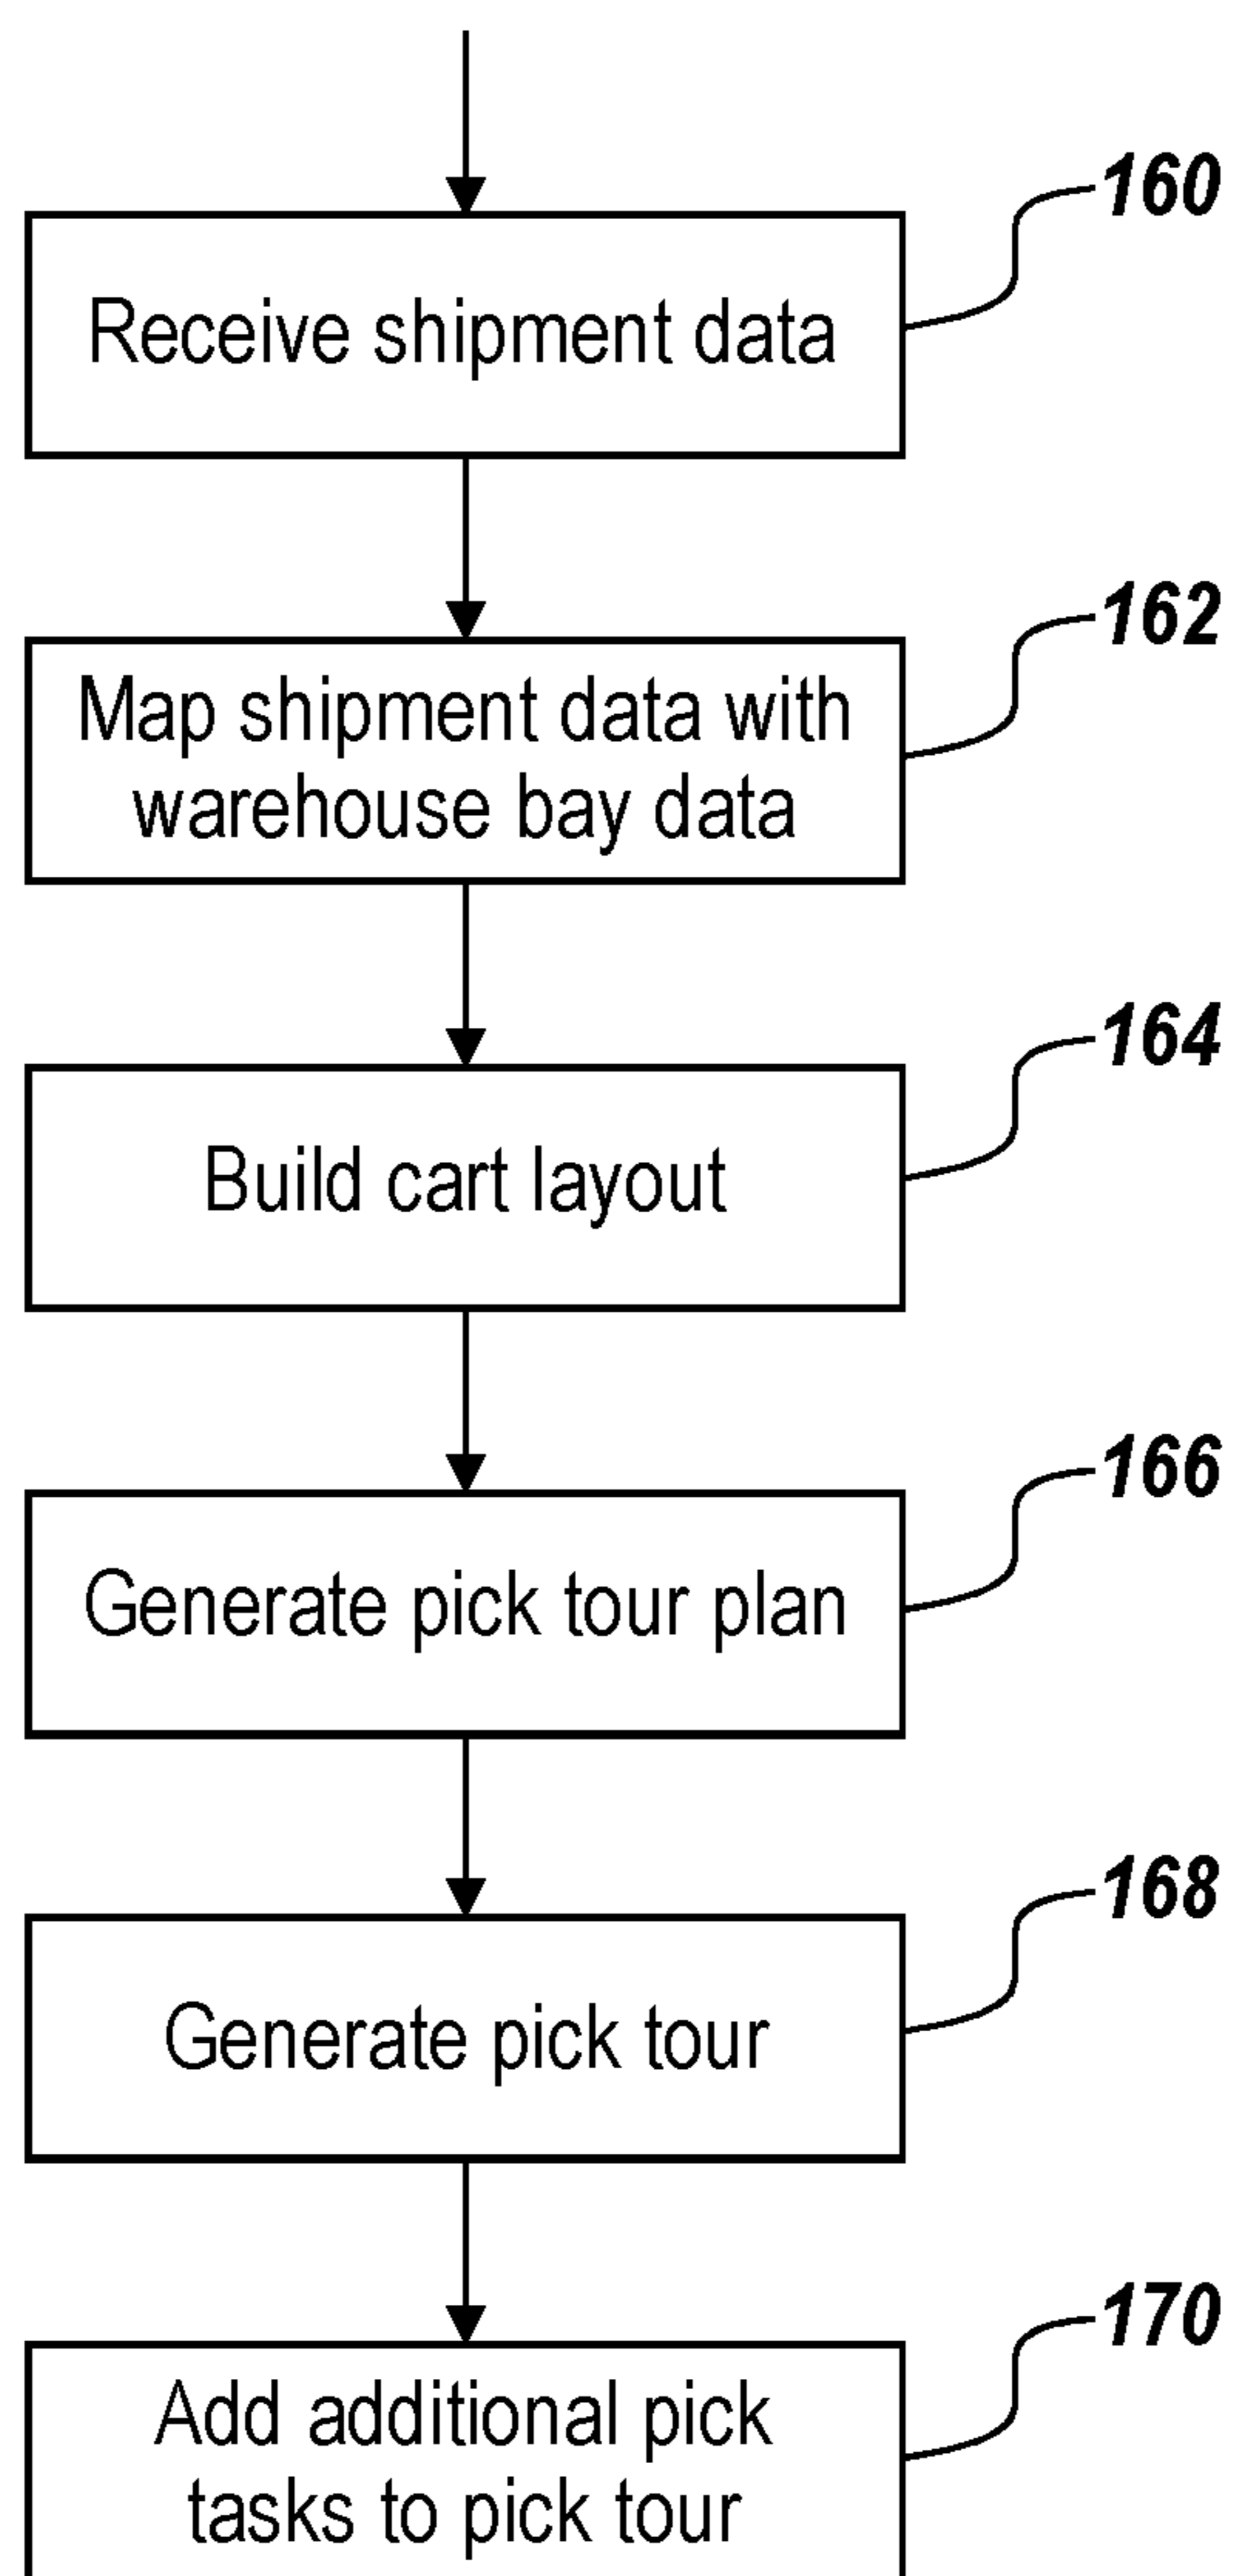 160
Receive shipment data
162
Map shipment data with
warehouse bay data
164
Build cart layout
166
Generate pick tour plan
168
Generate pick tour
170
Add additional pick
tasks to pick tour